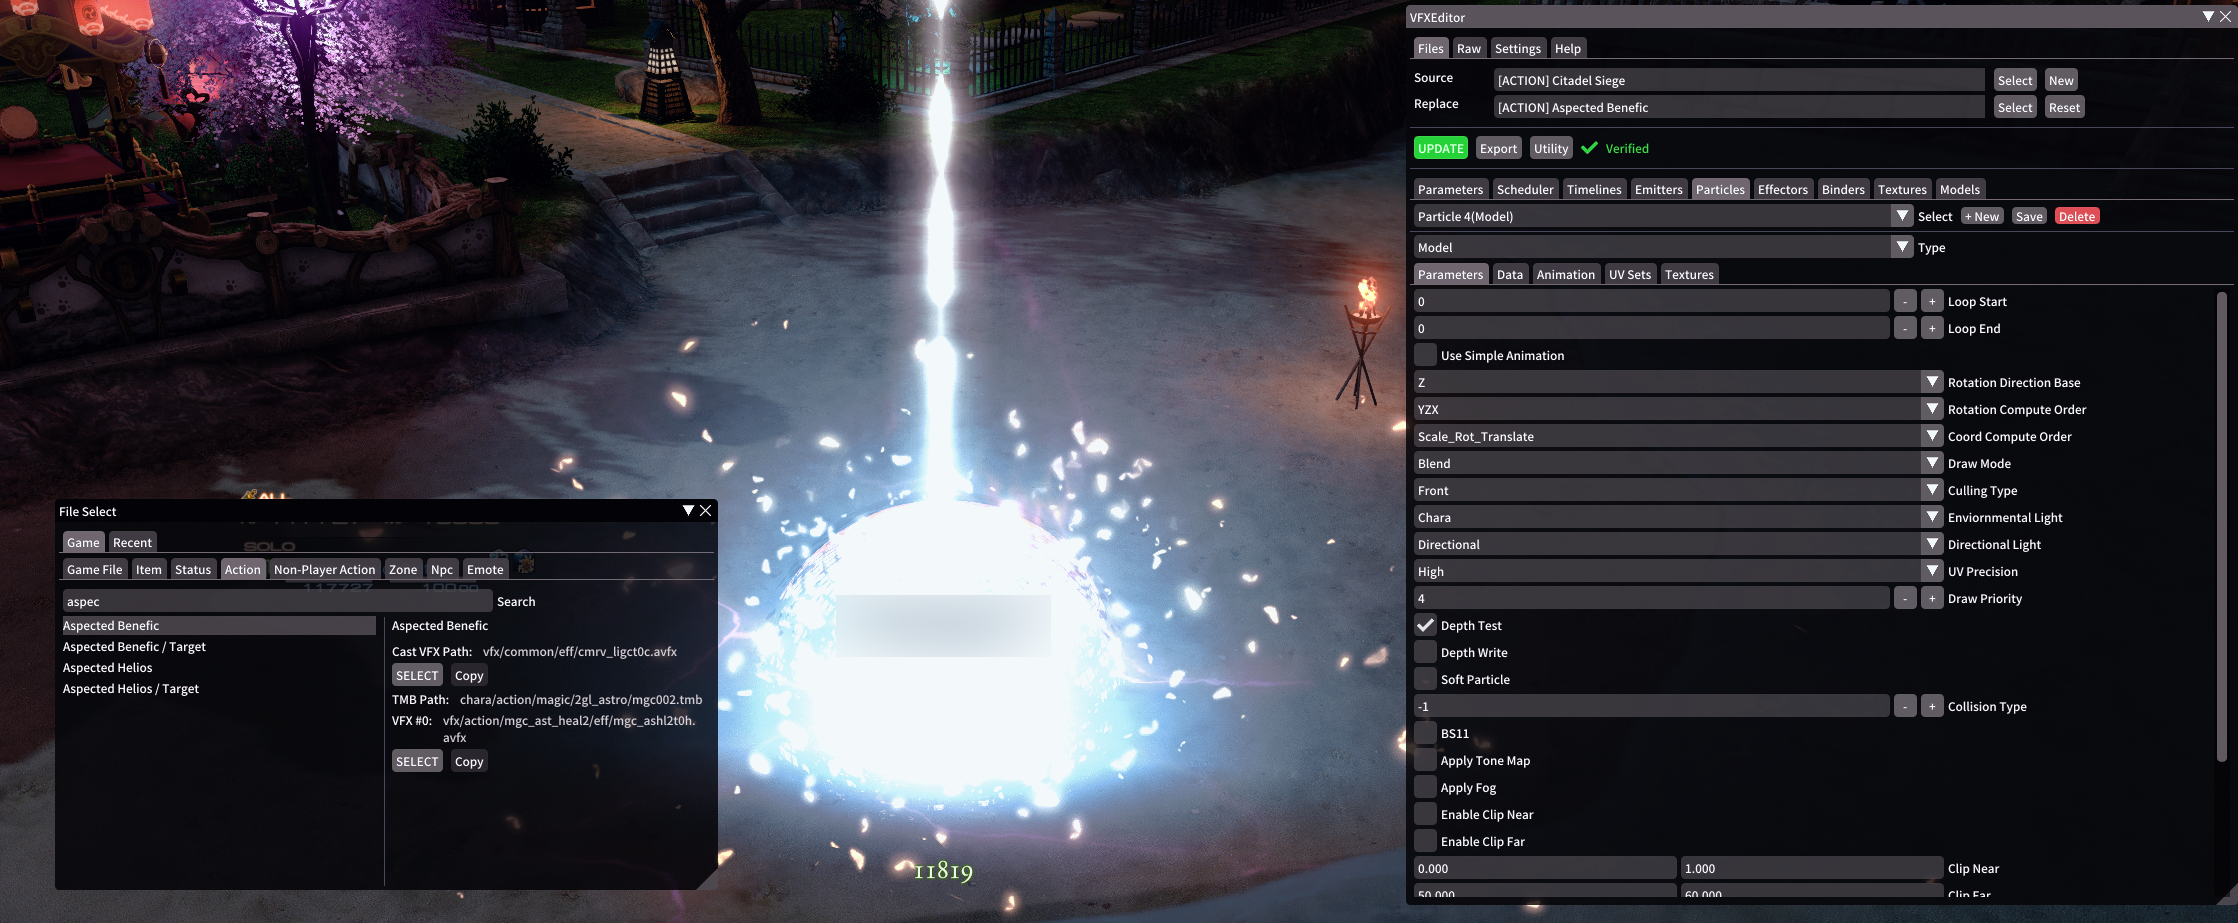 VFXEditor
Files Raw Settings Help
Source [ACTION] Citadel Siege Select New
Replace [ACTION] Aspected Benefic Select Reset
UPDATE Export Utility Verified
Parameters Scheduler Timelines Emitters Particles Effectors Binders Textures Models
Particle 4(Model) Select + New Save Delete
Model Type
Parameters Data Animation UV Sets Textures
0 - + Loop Start
0 - + Loop End
Use Simple Animation
Z Rotation Direction Base
YZX Rotation Compute Order
Scale_Rot_Translate Coord Compute Order
Blend Draw Mode
Front Culling Type
Chara Enviornmental Light
Directional Directional Light
High UV Precision
4 - + Draw Priority
Depth Test
Depth Write
Soft Particle
-1 - + Collision Type
BS11
Apply Tone Map
Apply Fog
Enable Clip Near
Enable Clip Far
0.000 1.000 Clip Near
50.000 60.000 Clip Far
File Select
SOLO
Game Recent
Game File Item Status Action Non-Player Action Zone Npc Emote
117727
aspec Search
Aspected Benefic
Aspected Benefic / Target
Aspected Helios
Aspected Helios / Target
Aspected Benefic
Cast VFX Path: vfx/common/eff/cmrv_ligct0c.avfx
SELECT Copy
TMB Path: chara/action/magic/2gl_astro/mgc002.tmb
VFX #0: vfx/action/mgc_ast_heal2/eff/mgc_ashl2t0h.
avfx
SELECT Copy
11819